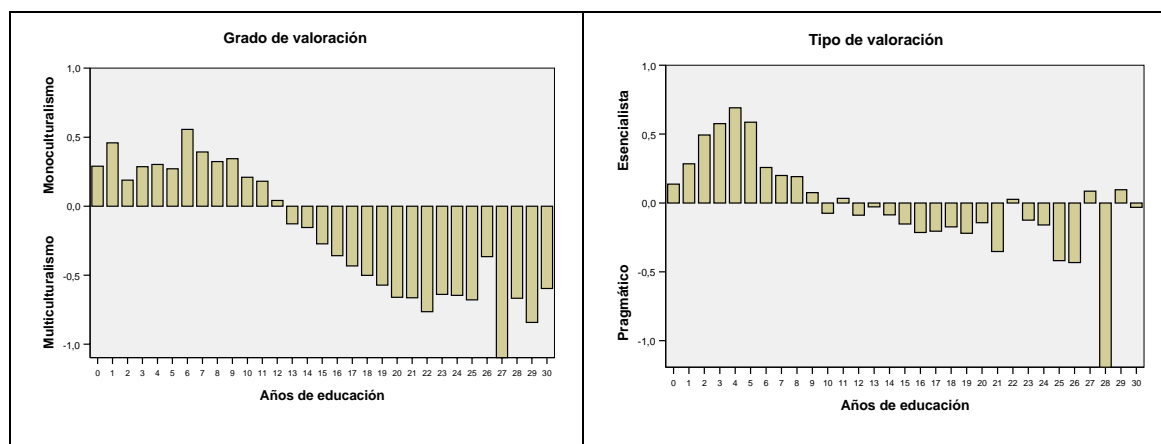 Grado de valoración
1,0
0,5
0,0
-0,5
-1,0
Monoculturalismo
Multiculturalismo
0 1 2 3 4 5 6 7 8 9 10 11 12 13 14 15 16 17 18 19 20 21 22 23 24 25 26 27 28 29 30
Años de educación
Tipo de valoración
1,0
0,5
0,0
-0,5
-1,0
Esencialista
Pragmático
0 1 2 3 4 5 6 7 8 9 10 11 12 13 14 15 16 17 18 19 20 21 22 23 24 25 26 27 28 29 30
Años de educación